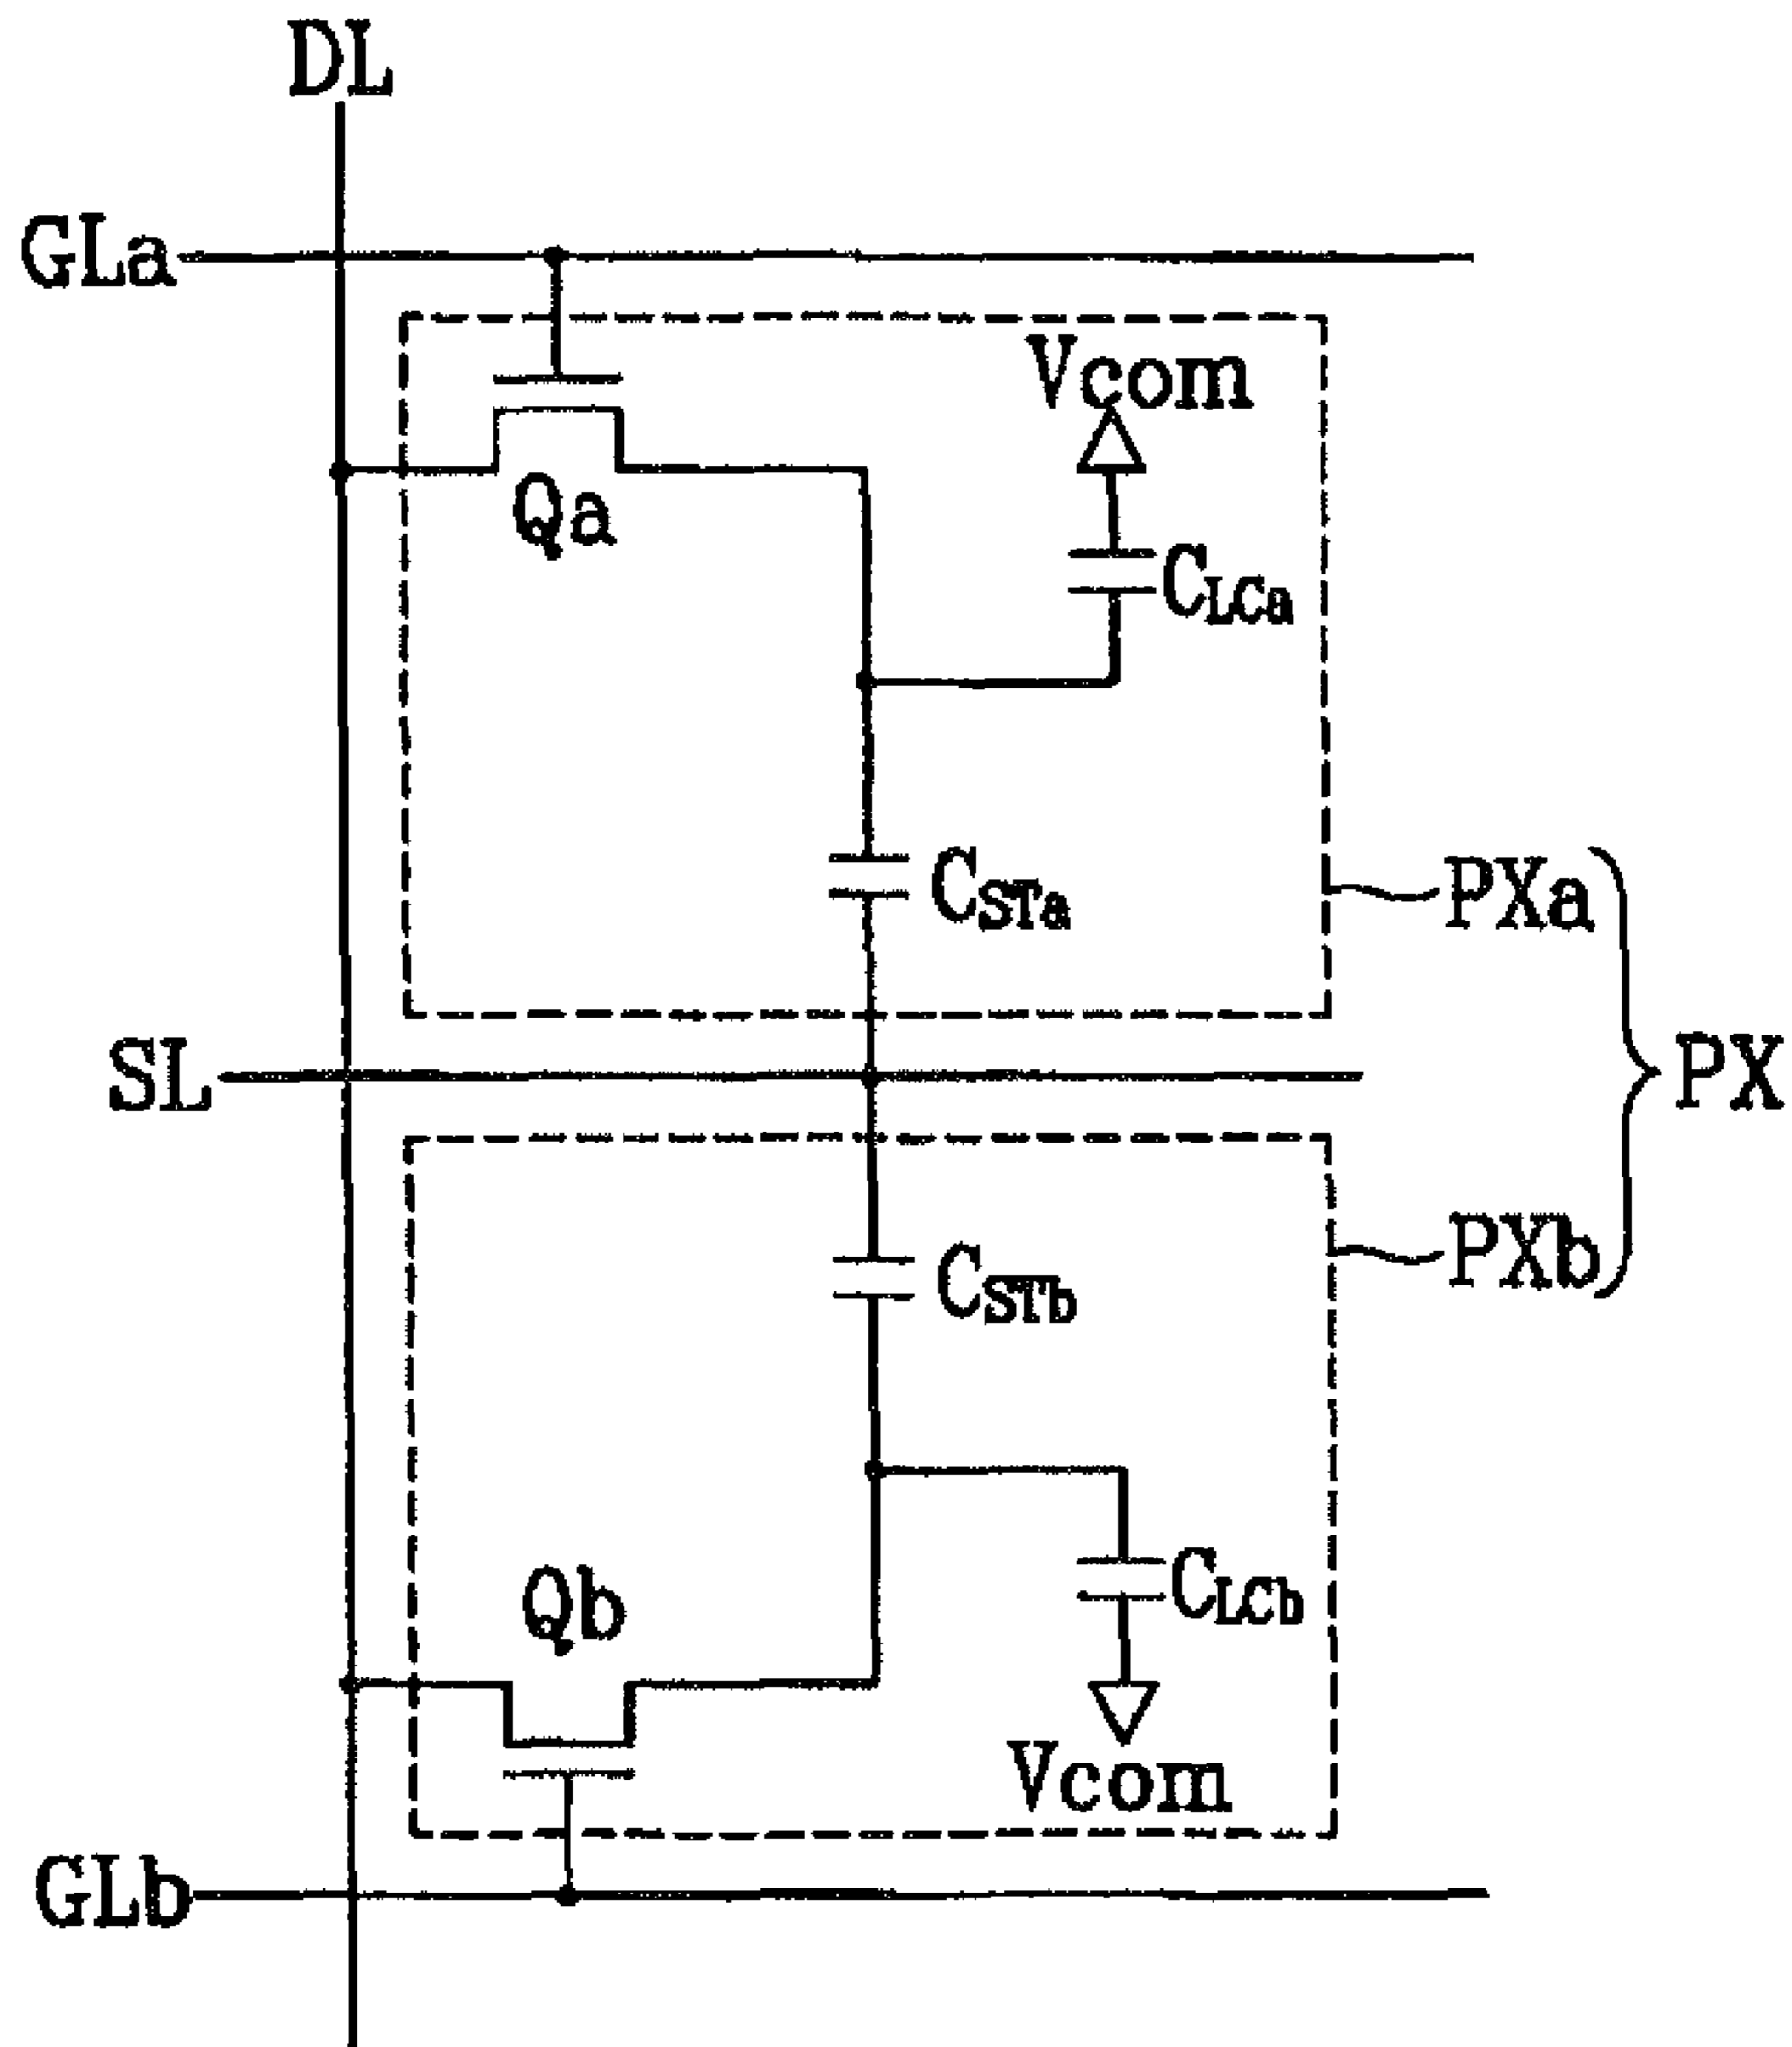 DL
GLa
Vcom
Qa
CLCa
CSTa
PXa
SL
PX
CSTb
PXb
Qb
CLCb
Vcom
GLb